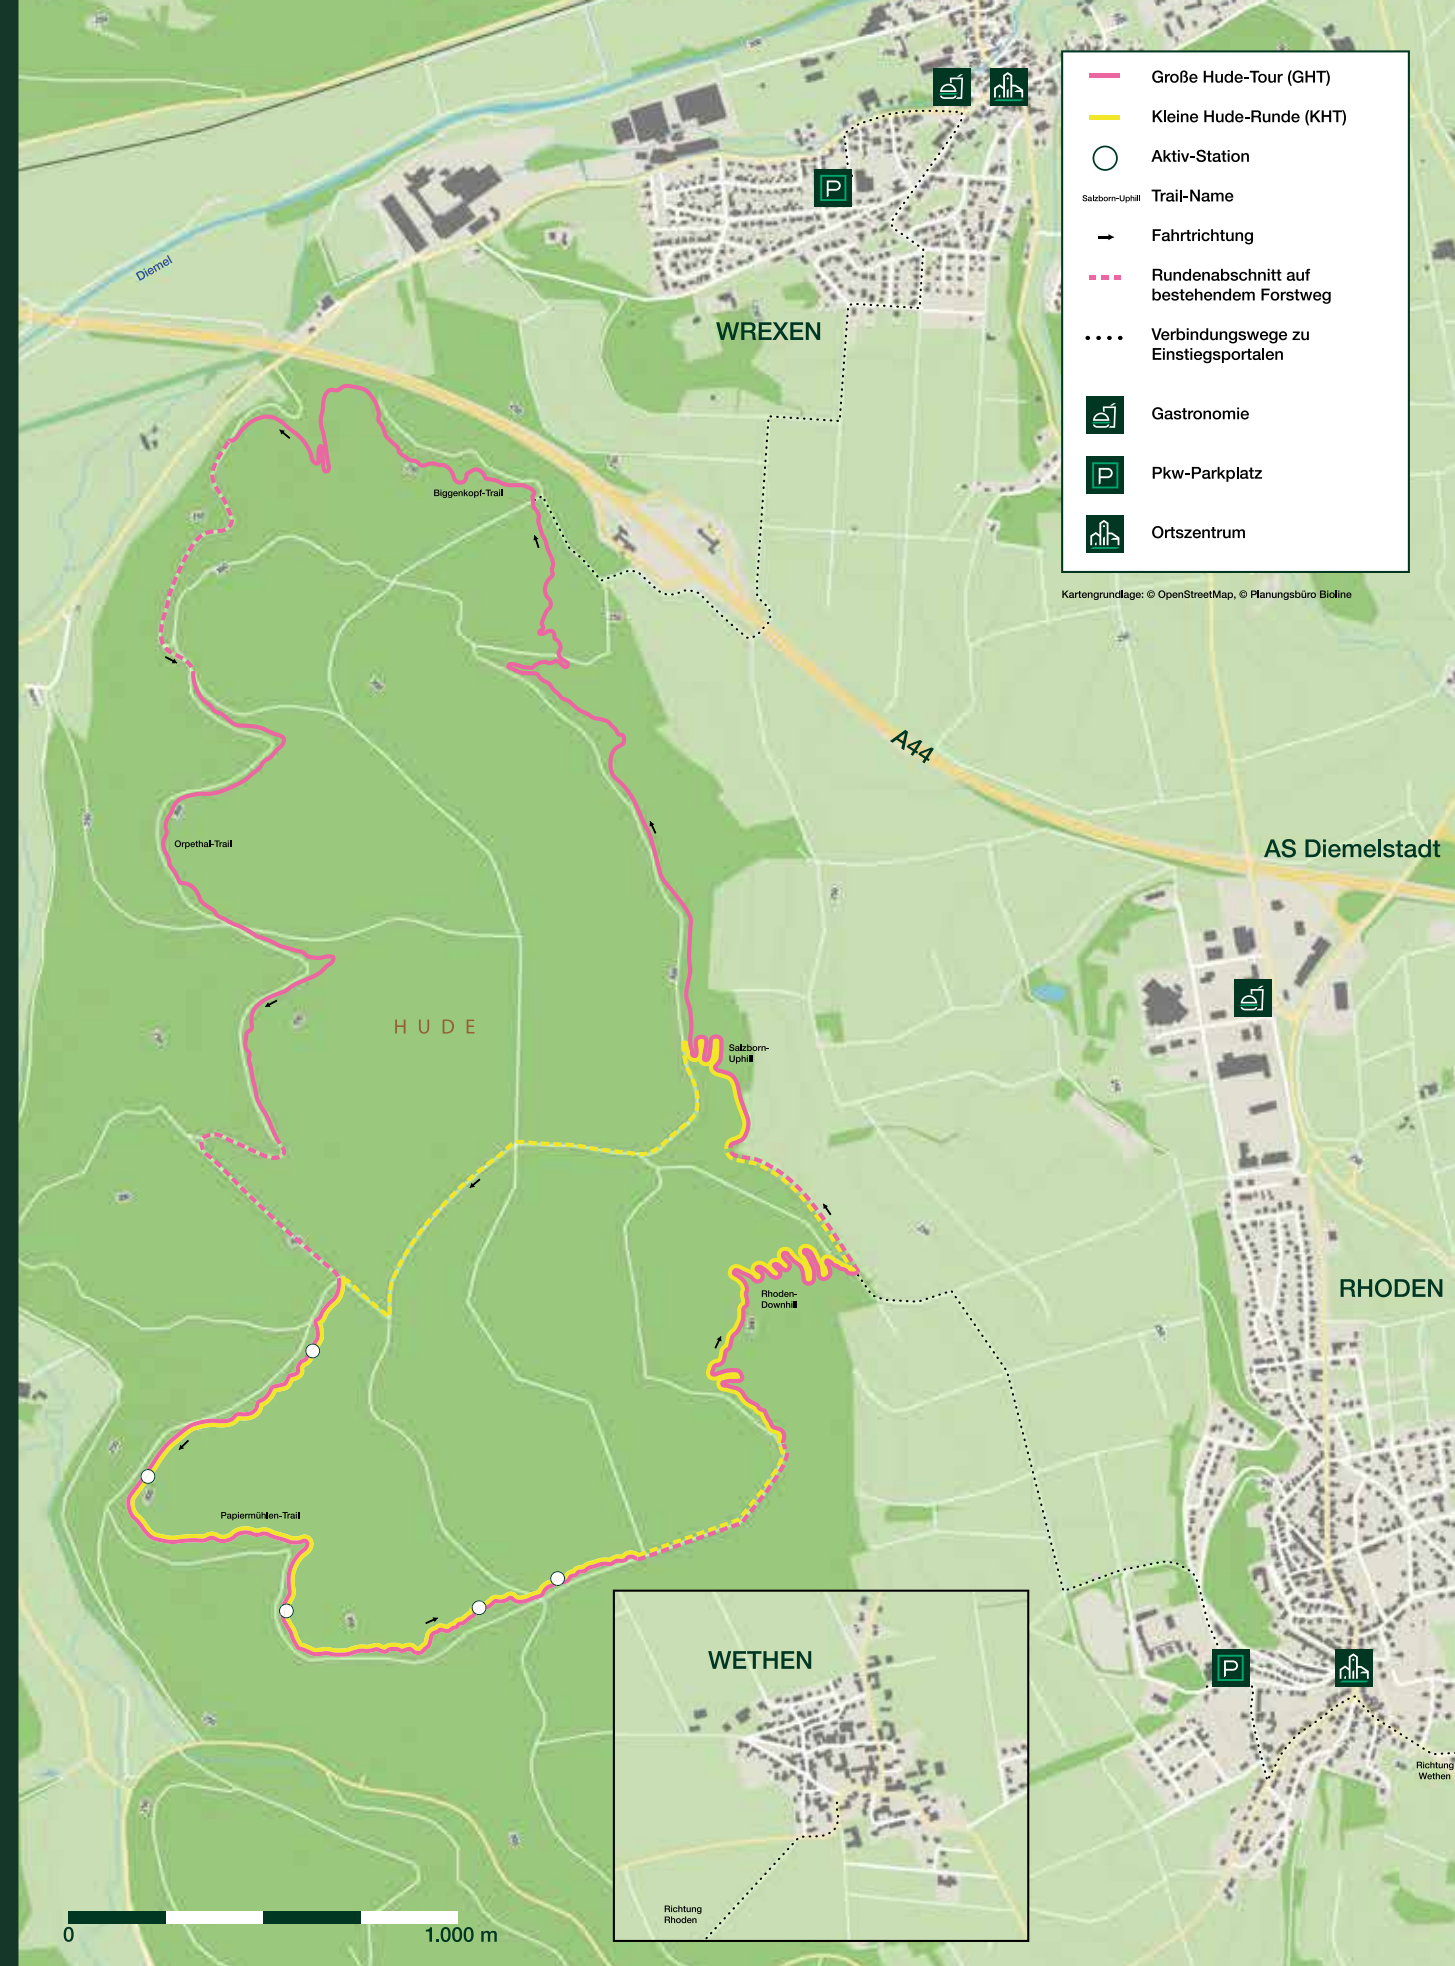 Große Hude-Tour (GHT)
Kleine Hude-Runde (KHT)
Aktiv-Station
Salzborn-Uphill
Trail-Name
Fahrtrichtung
Rundenabschnitt auf
bestehendem Forstweg
Verbindungswege zu
Einstiegsportalen
Gastronomie
P
Pkw-Parkplatz
Ortszentrum
Kartengrundlage: © OpenStreetMap, © Planungsbüro Bioline
P
Diemel
WREXEN
Biggenkopf-Trail
A44
AS Diemelstadt
Orpethal-Trail
HUDE
Salzborn-
Uphill
RHODEN
Rhoden-
Downhill
Papiermühlen-Trail
WETHEN
P
Richtung
Wethen
Richtung
Rhoden
0
1.000 m